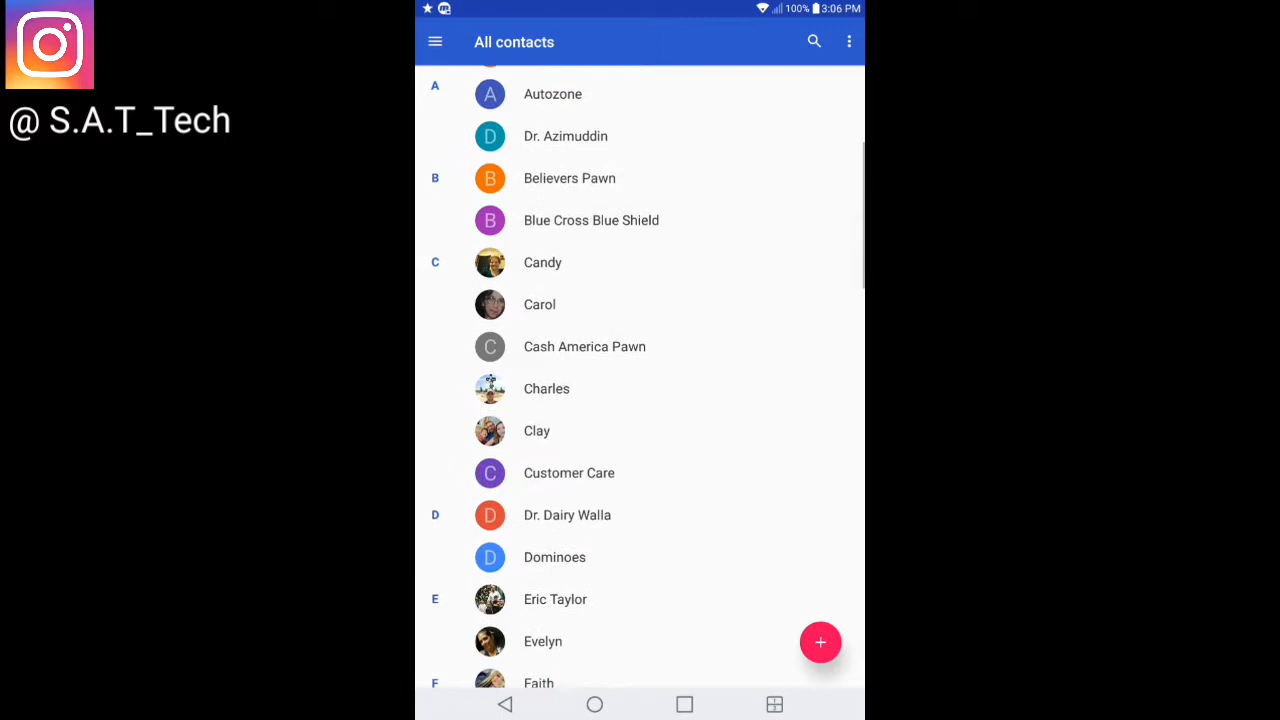 100% 3:06 PM
All contacts
@ S.A.T_Tech
A
A Autozone
D Dr. Azimuddin
B
B Believers Pawn
B Blue Cross Blue Shield
C
Candy
Carol
C Cash America Pawn
Charles
Clay
C Customer Care
D
D Dr. Dairy Walla
D Dominoes
E
Eric Taylor
Evelyn
F
Faith